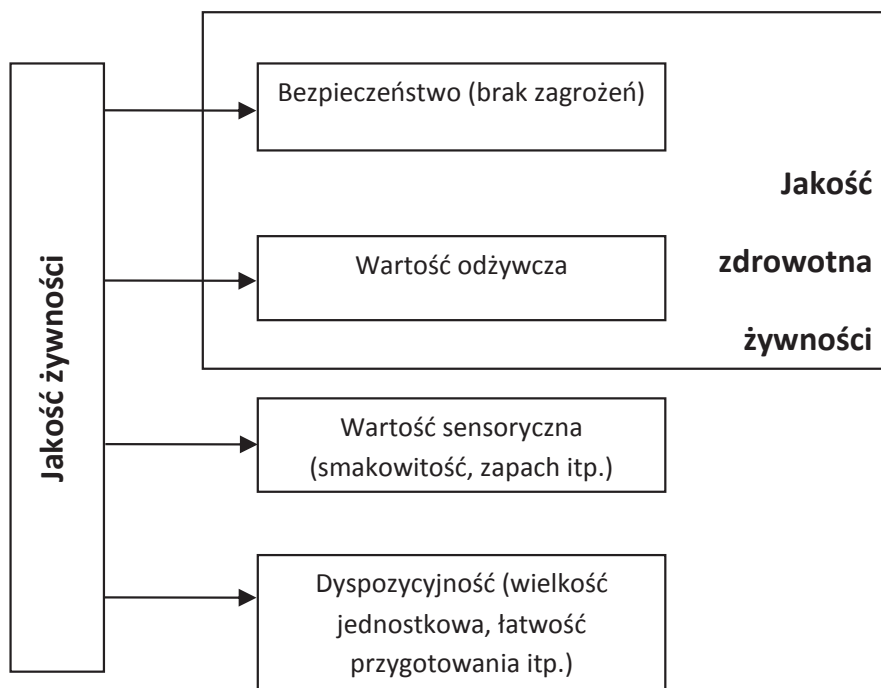 Jakość żywności
Bezpieczeństwo (brak zagrożeń)
Wartość odżywcza
Jakość
zdrowotna
żywności
Wartość sensoryczna
(smakowitość, zapach itp.)
Dyspozycyjność (wielkość
jednostkowa, łatwość
przygotowania itp.)